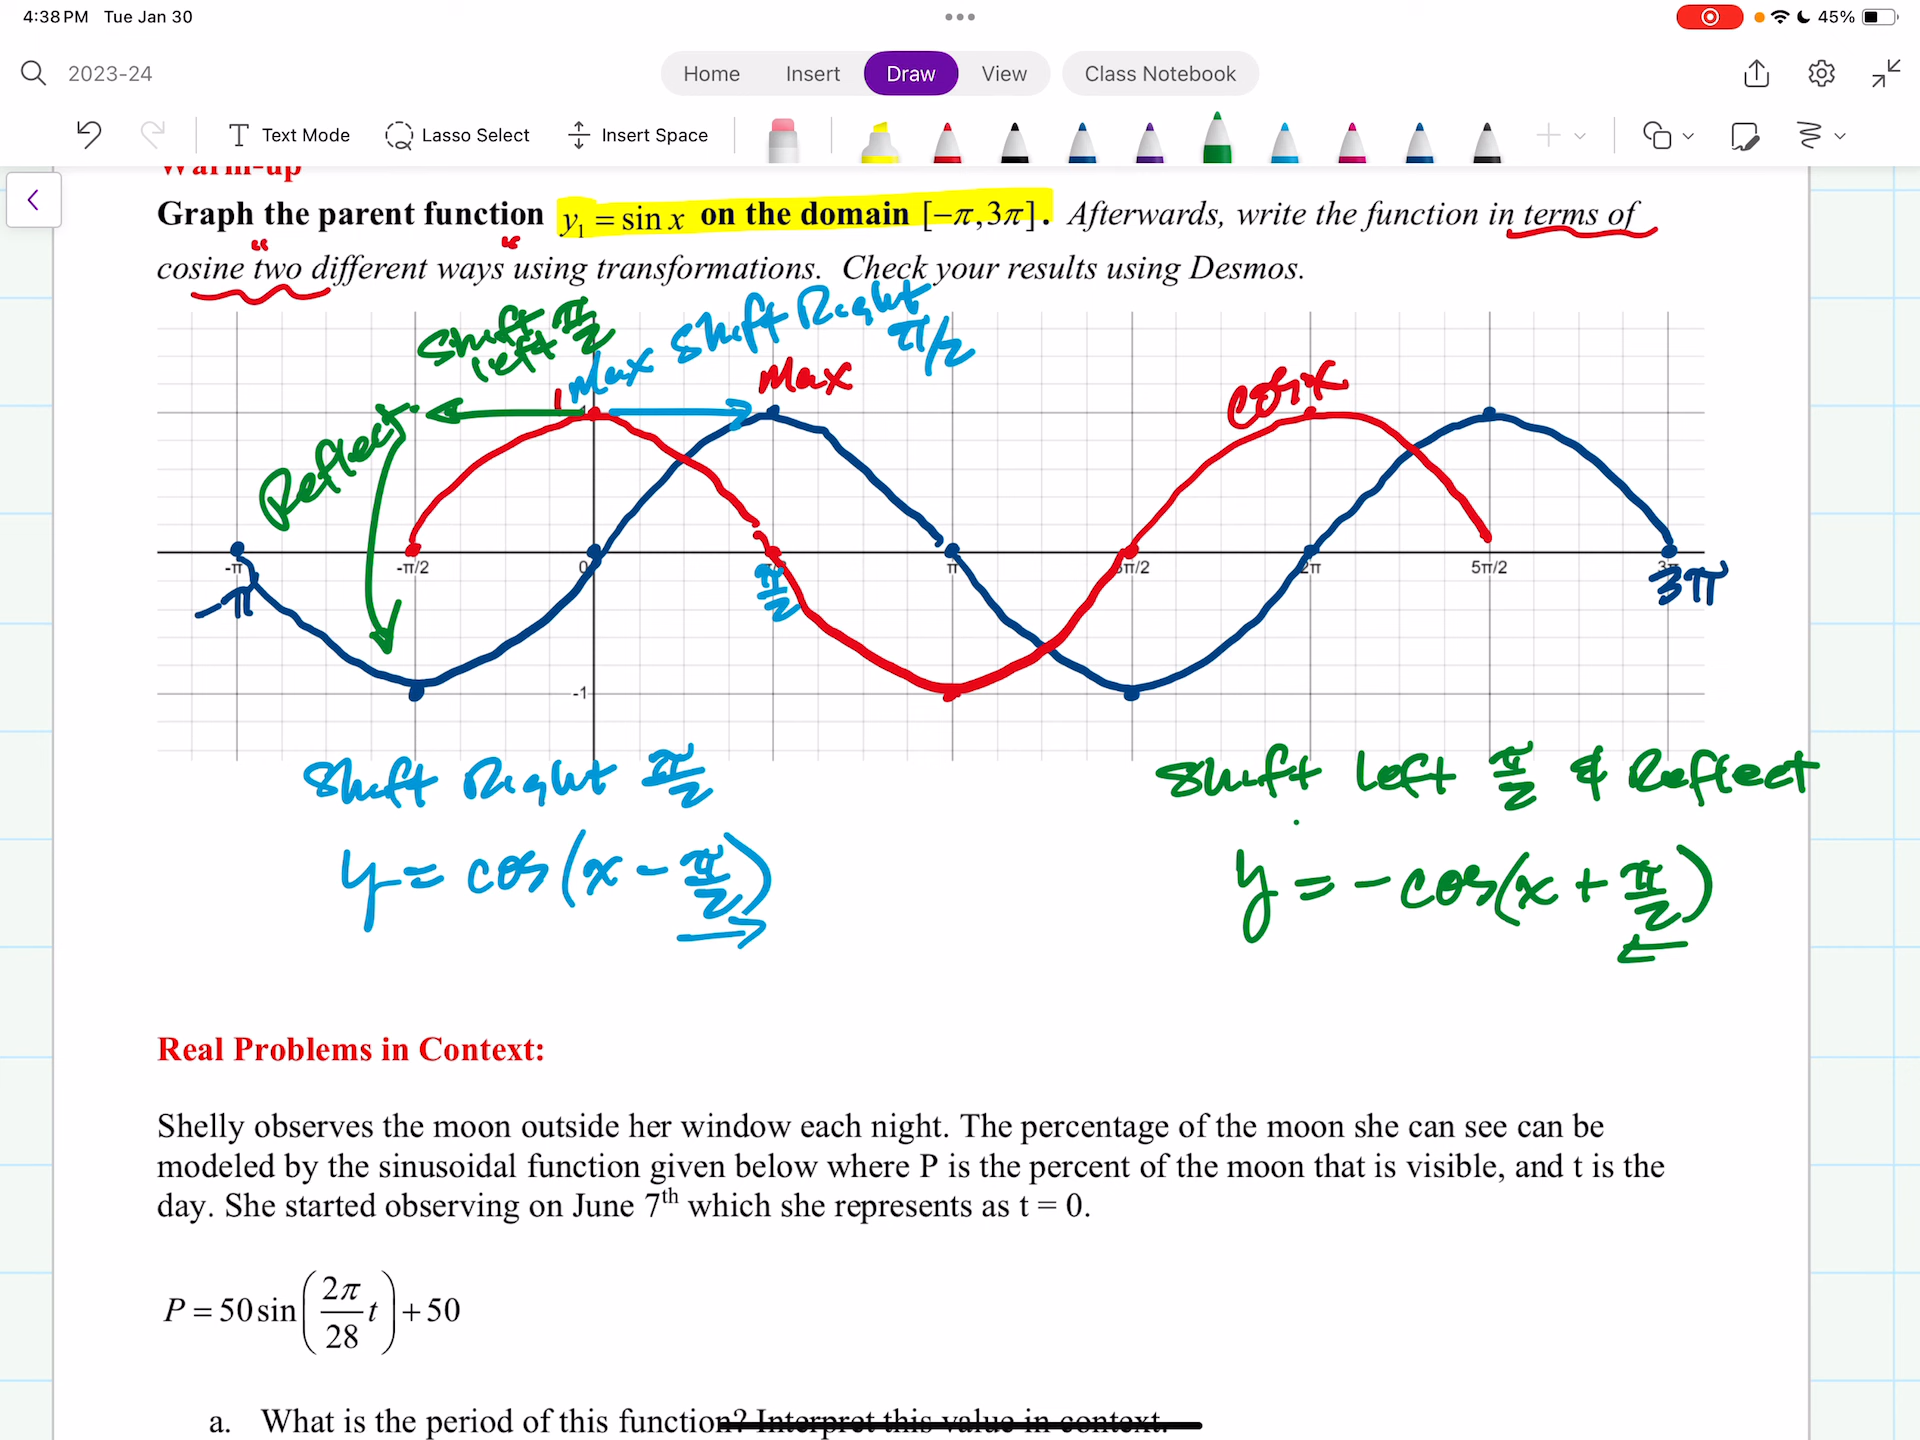 4:38 PM Tue Jan 30
45%
2023-24
Home Insert Draw View Class Notebook
Text Mode Lasso Select Insert Space
Warm-up
Graph the parent function y₁ = sin x on the domain [−π,3π]. Afterwards, write the function in terms of
cosine two different ways using transformations. Check your results using Desmos.
Shift left π/2
Max
Shift Right π/2
Max
cos x
Reflect
1
-π -π/2 0 π 3π/2 2π 5π/2 3π
-π π/2 3π
-1
Shift Right π/2
Shift left π/2 & Reflect
y = cos(x - π/2)
y = -cos(x + π/2)
Real Problems in Context:
Shelly observes the moon outside her window each night. The percentage of the moon she can see can be
modeled by the sinusoidal function given below where P is the percent of the moon that is visible, and t is the
day. She started observing on June 7th which she represents as t = 0.
P = 50 sin(2π/28 t) + 50
a. What is the period of this function? Interpret this value in context.